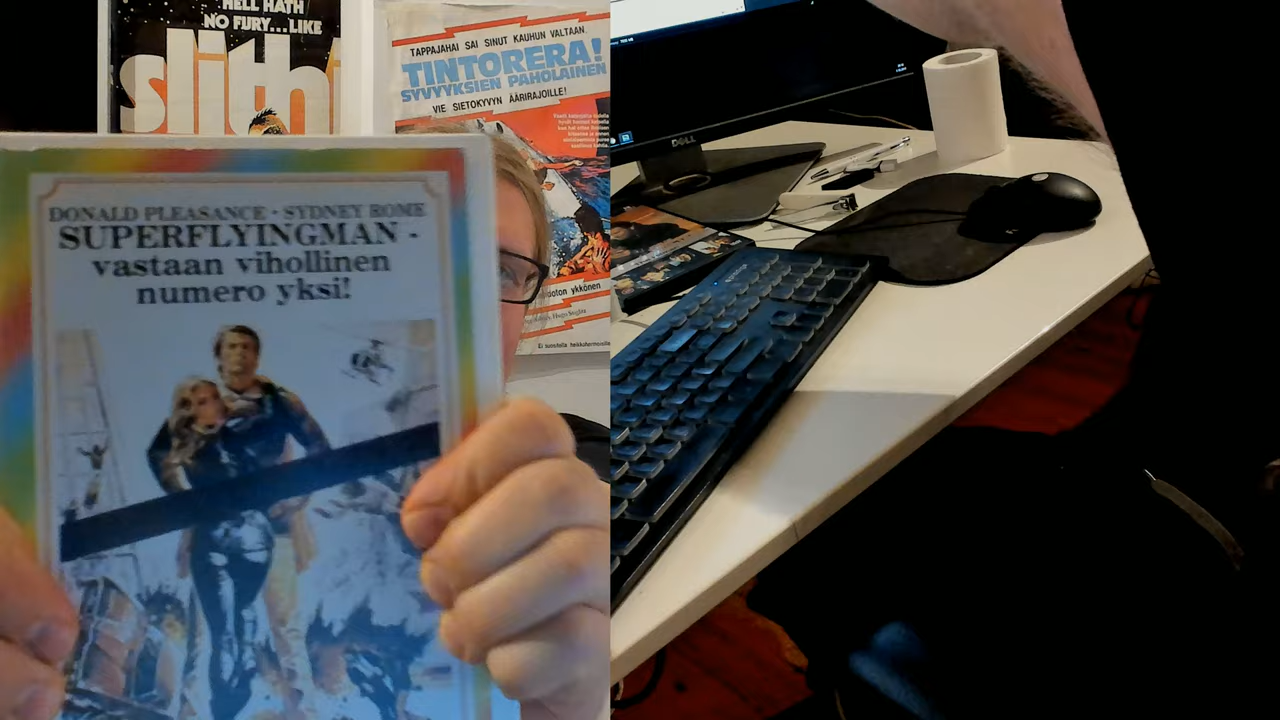 HELL HATH
NO FURY...LIKE
slithi
TAPPAJAHAI SAI SINUT KAUHUN VALTAAN.
TINTORERA!
SYVYYKSIEN PAHOLAINEN
VIE SIETOKYVYN ÄÄRIRAJOILLE!
DONALD PLEASANCE · SYDNEY ROME
SUPERFLYINGMAN -
vastaan vihollinen
numero yksi!
DELL